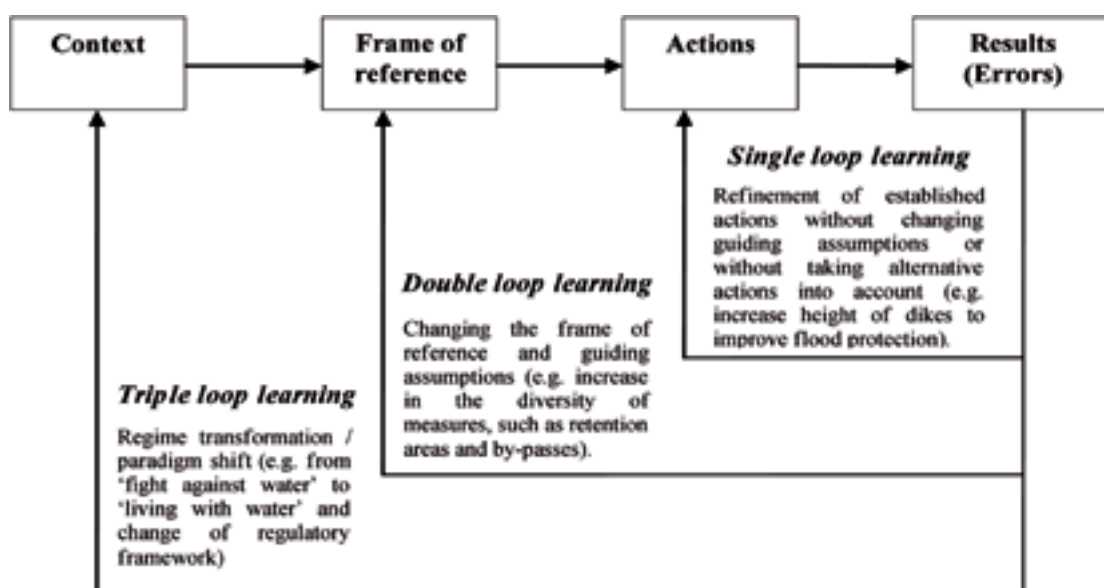 Context
Frame of
reference
Actions
Results
(Errors)
Single loop learning
Refinement of established
actions without changing
guiding assumptions or
without taking alternative
actions into account (e.g.
increase height of dikes to
improve flood protection).
Double loop learning
Changing the frame of
reference and guiding
assumptions (e.g. increase
in the diversity of
measures, such as retention
areas and by-passes).
Triple loop learning
Regime transformation /
paradigm shift (e.g. from
‘fight against water’ to
‘living with water’ and
change of regulatory
framework)